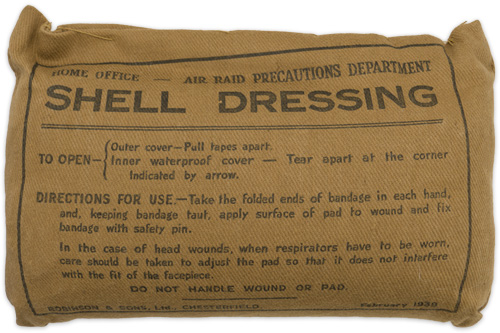 HOME OFFICE — AIR RAID PRECAUTIONS DEPARTMENT
SHELL DRESSING
Outer cover—Pull tapes apart.
TO OPEN— Inner waterproof cover — Tear apart at the corner
Indicated by arrow.
DIRECTIONS FOR USE.—Take the folded ends of bandage in each hand,
and, keeping bandage taut, apply surface of pad to wound and fix
bandage with safety pin.
In the case of head wounds, when respirators have to be worn,
care should be taken to adjust the pad so that it does not interfere
with the fit of the facepiece.
DO NOT HANDLE WOUND OR PAD.
ROBINSON & SONS, Ltd., CHESTERFIELD. February 1938